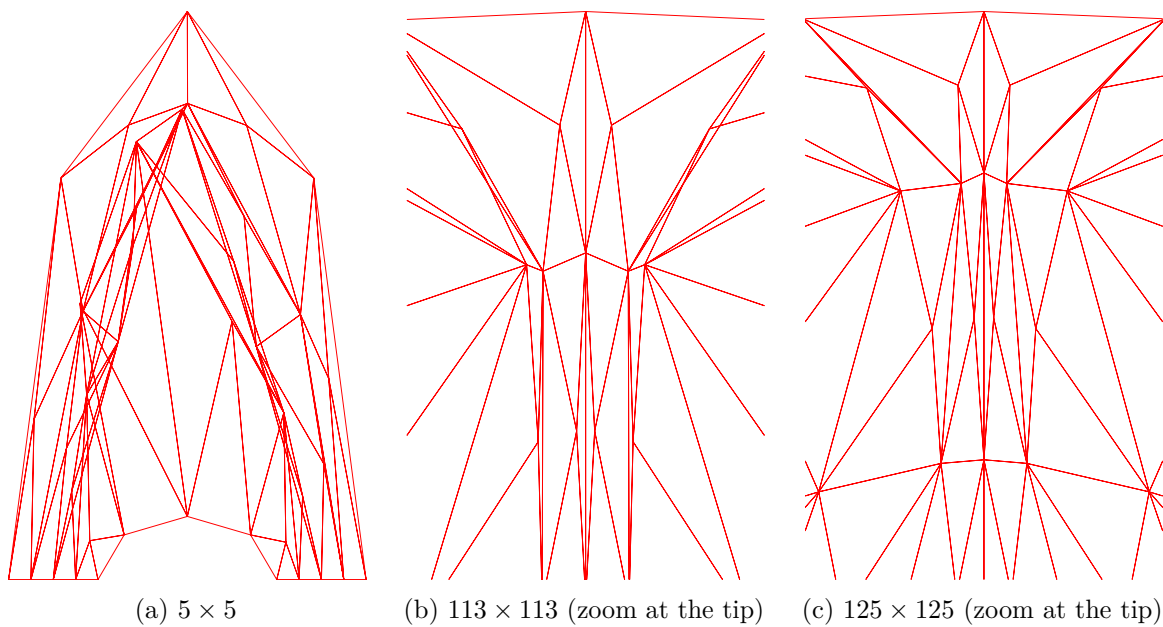 (a) 5 × 5
(b) 113 × 113 (zoom at the tip)
(c) 125 × 125 (zoom at the tip)